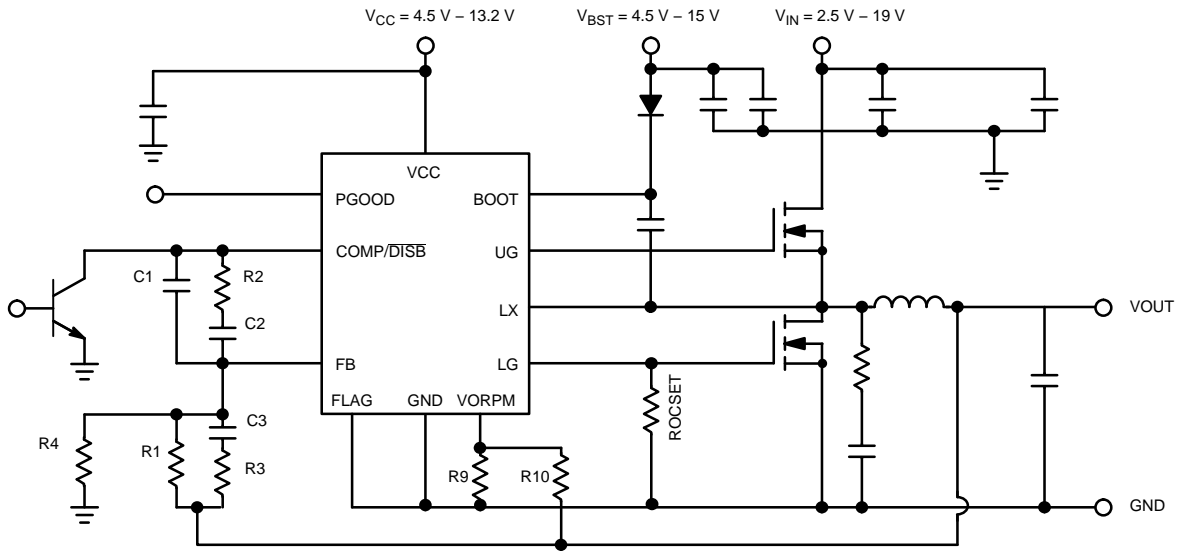 VCC = 4.5 V − 13.2 V
VBST = 4.5 V − 15 V
VIN = 2.5 V − 19 V
VCC
PGOOD
BOOT
COMP/DISB
UG
C1
R2
C2
LX
VOUT
FB
LG
FLAG
GND
VORPM
ROCSET
C3
R4
R1
R3
R9
R10
GND